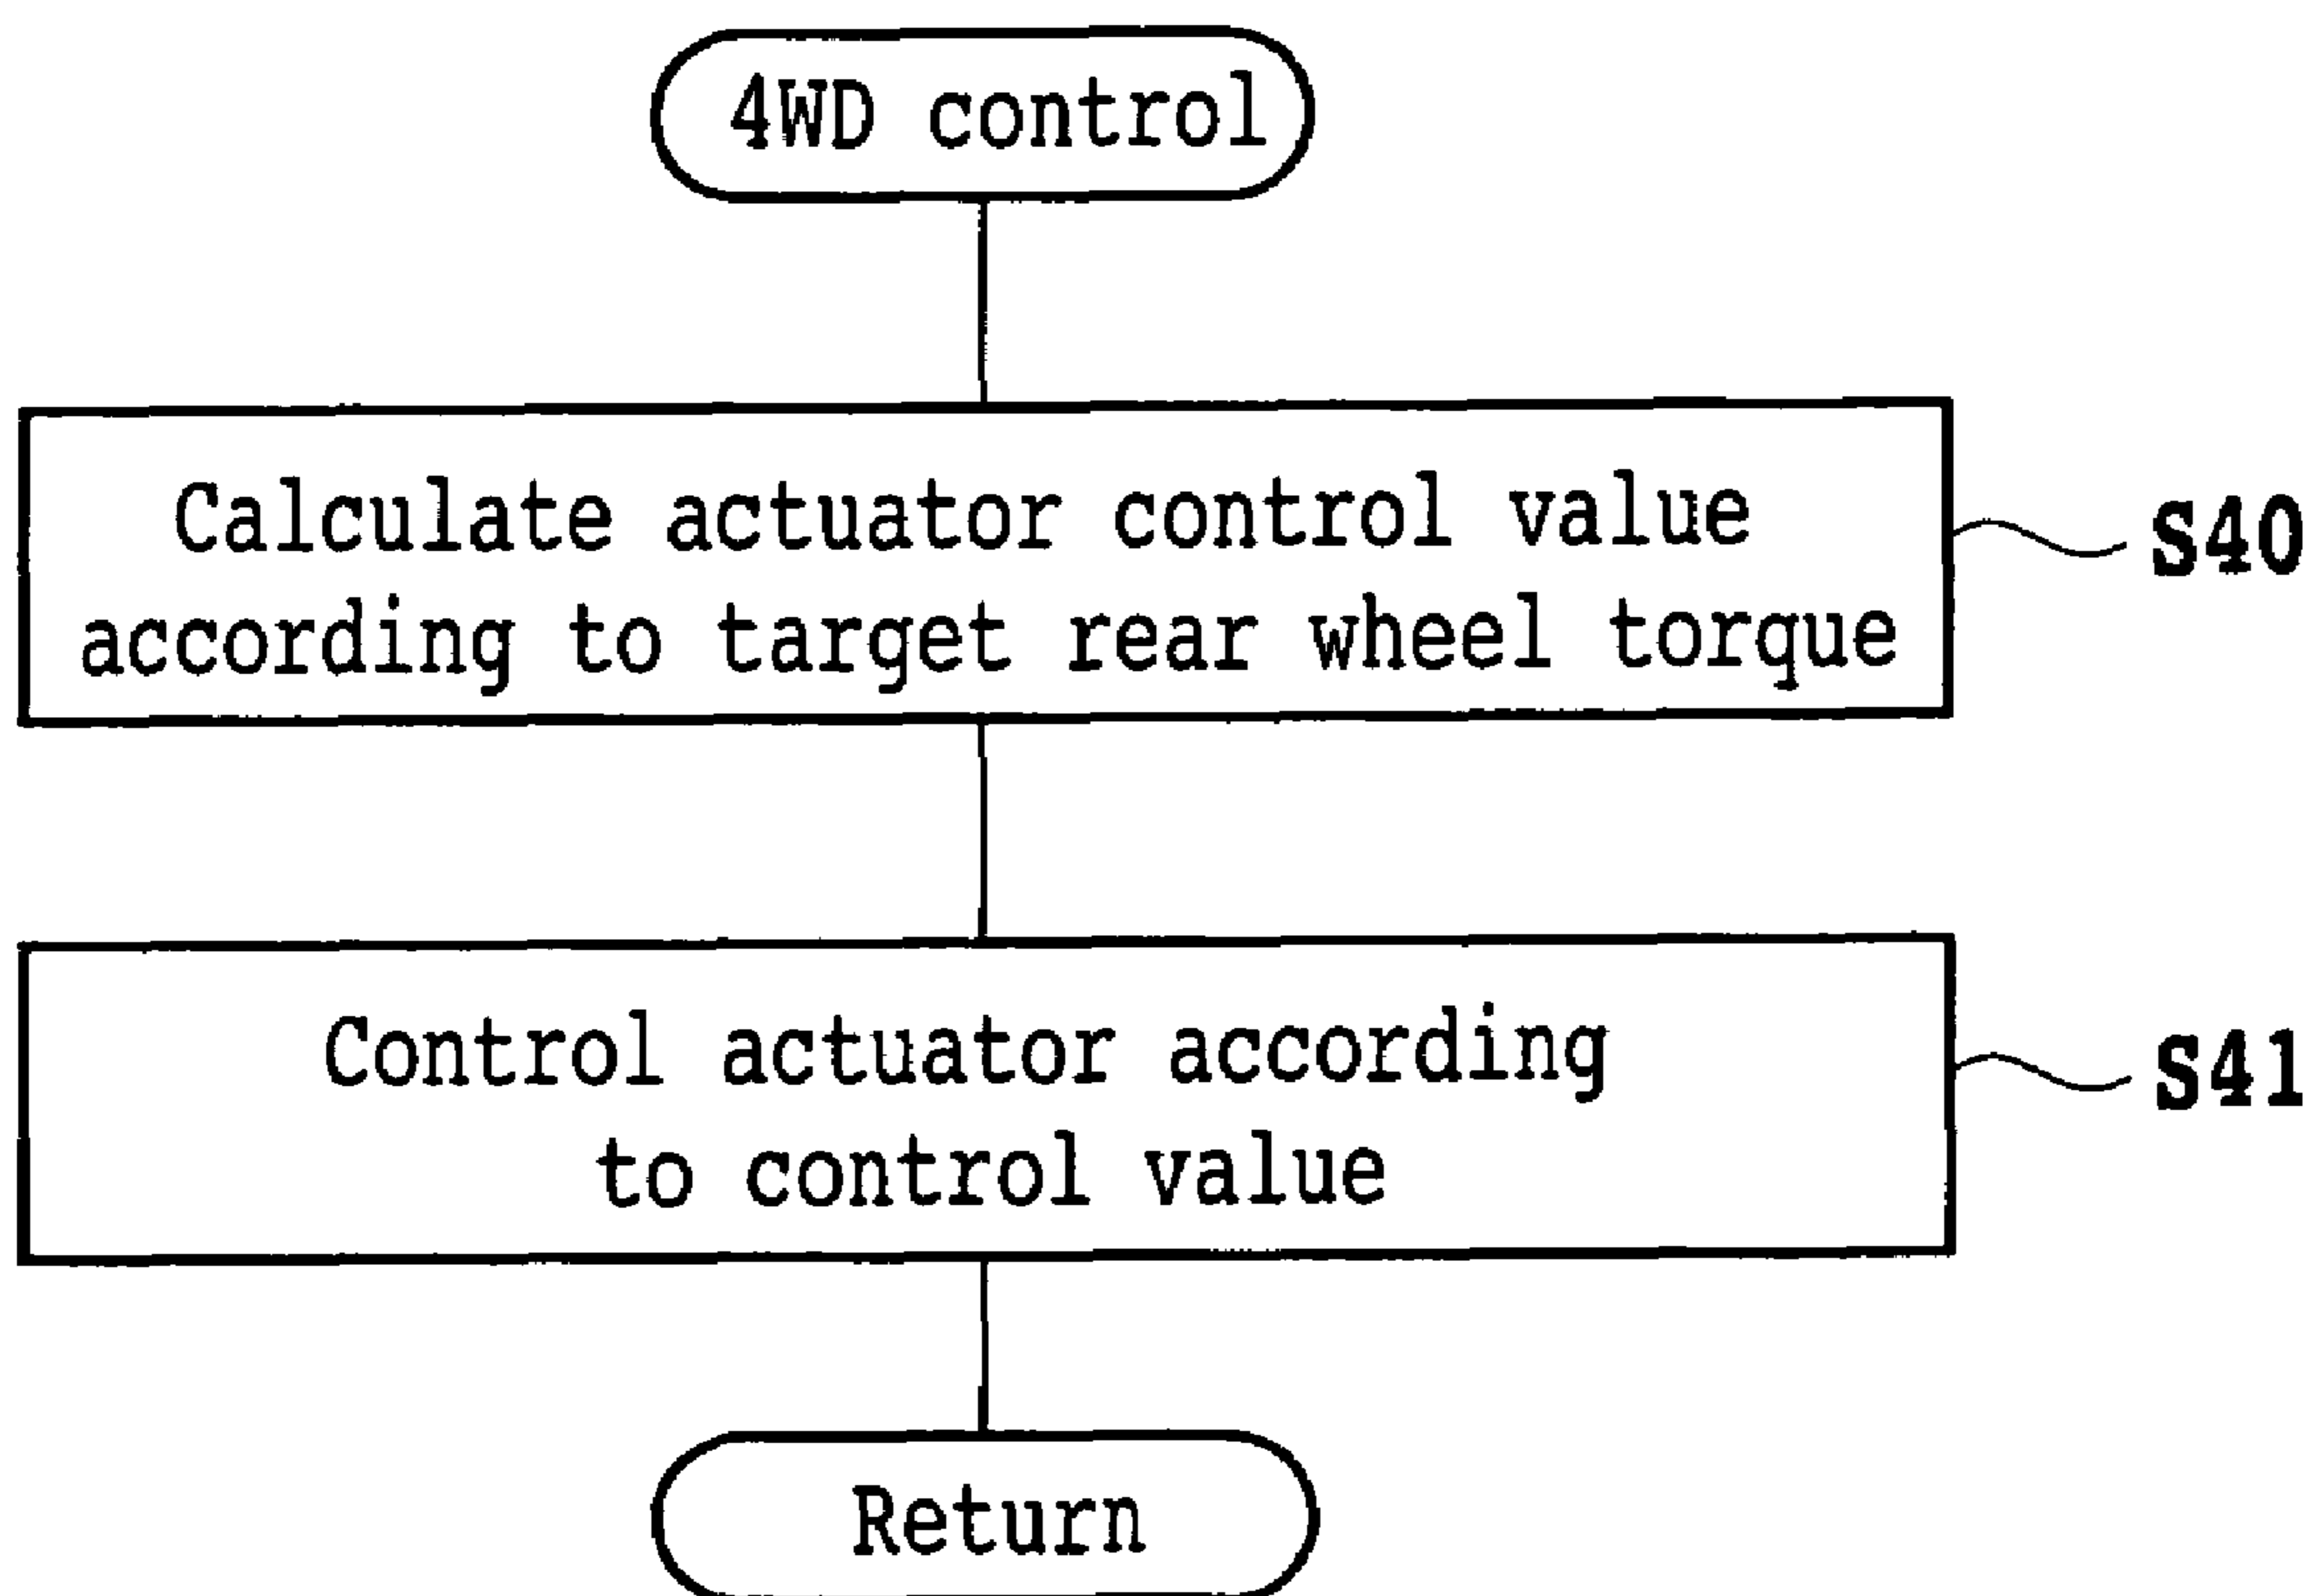 4WD control
Calculate actuator control value
according to target rear wheel torque
S40
Control actuator according
to control value
S41
Return